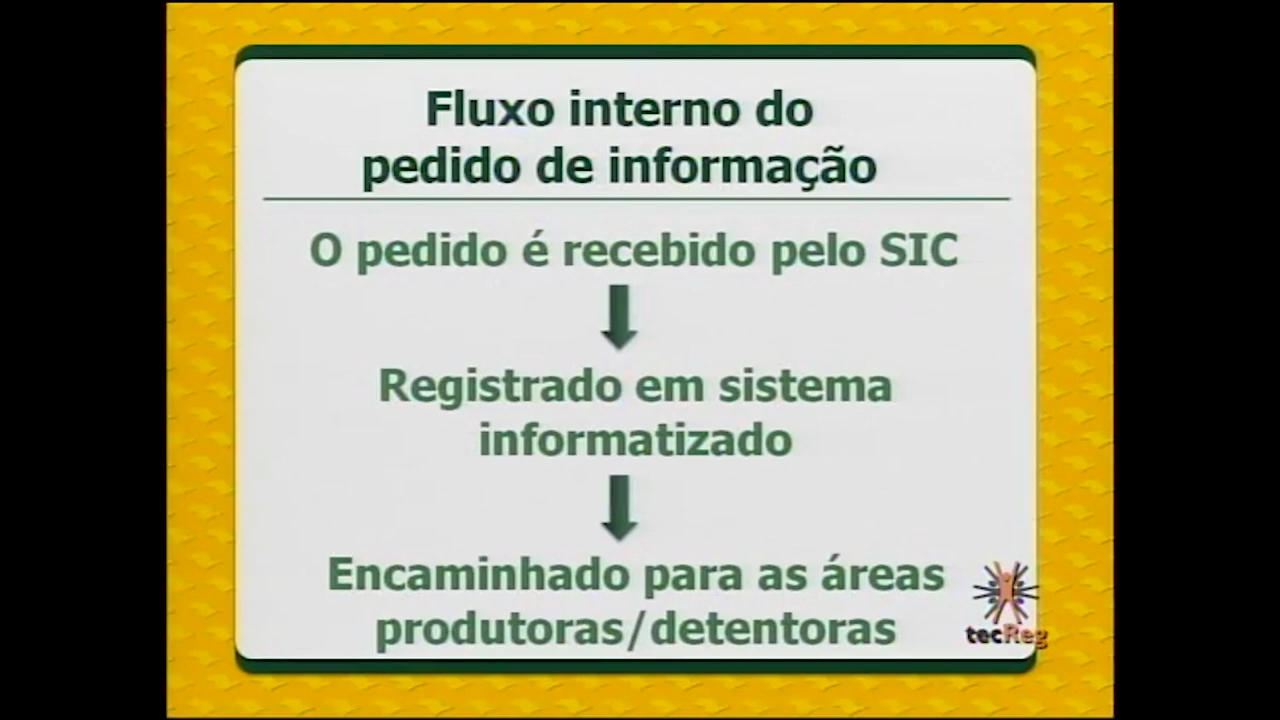 Fluxo interno do
pedido de informação
O pedido é recebido pelo SIC
Registrado em sistema
informatizado
Encaminhado para as áreas
produtoras/detentoras
tecReg